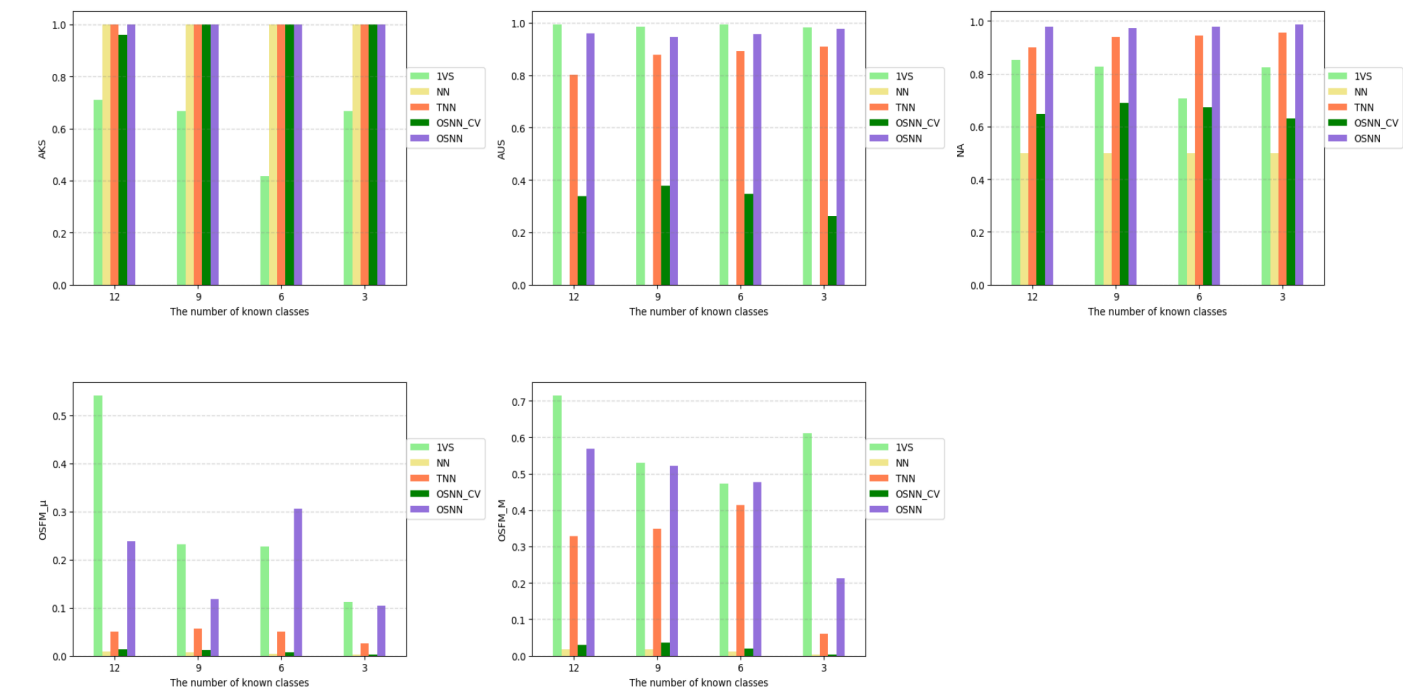 1.0
0.8
0.6
0.4
0.2
0.0
AKS
12 9 6 3
The number of known classes
1VS
NN
TNN
OSNN_CV
OSNN
1.0
0.8
0.6
0.4
0.2
0.0
AUS
12 9 6 3
The number of known classes
1VS
NN
TNN
OSNN_CV
OSNN
1.0
0.8
0.6
0.4
0.2
0.0
NA
12 9 6 3
The number of known classes
1VS
NN
TNN
OSNN_CV
OSNN
0.5
0.4
0.3
0.2
0.1
0.0
OSFM_μ
12 9 6 3
The number of known classes
1VS
NN
TNN
OSNN_CV
OSNN
0.7
0.6
0.5
0.4
0.3
0.2
0.1
0.0
OSFM_M
12 9 6 3
The number of known classes
1VS
NN
TNN
OSNN_CV
OSNN